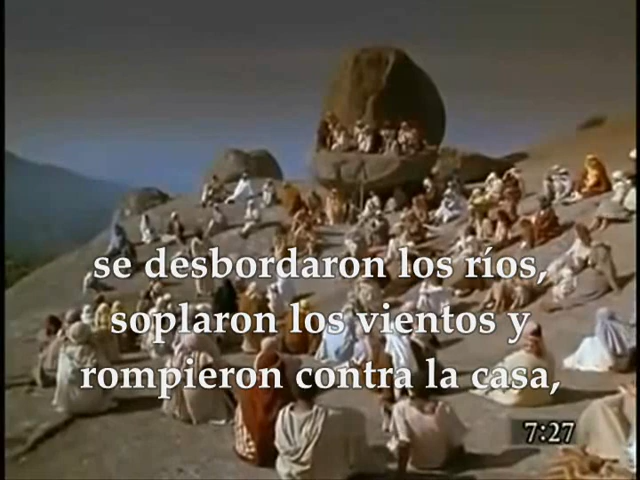 se desbordaron los ríos,
soplaron los vientos y
rompieron contra la casa,
7:27